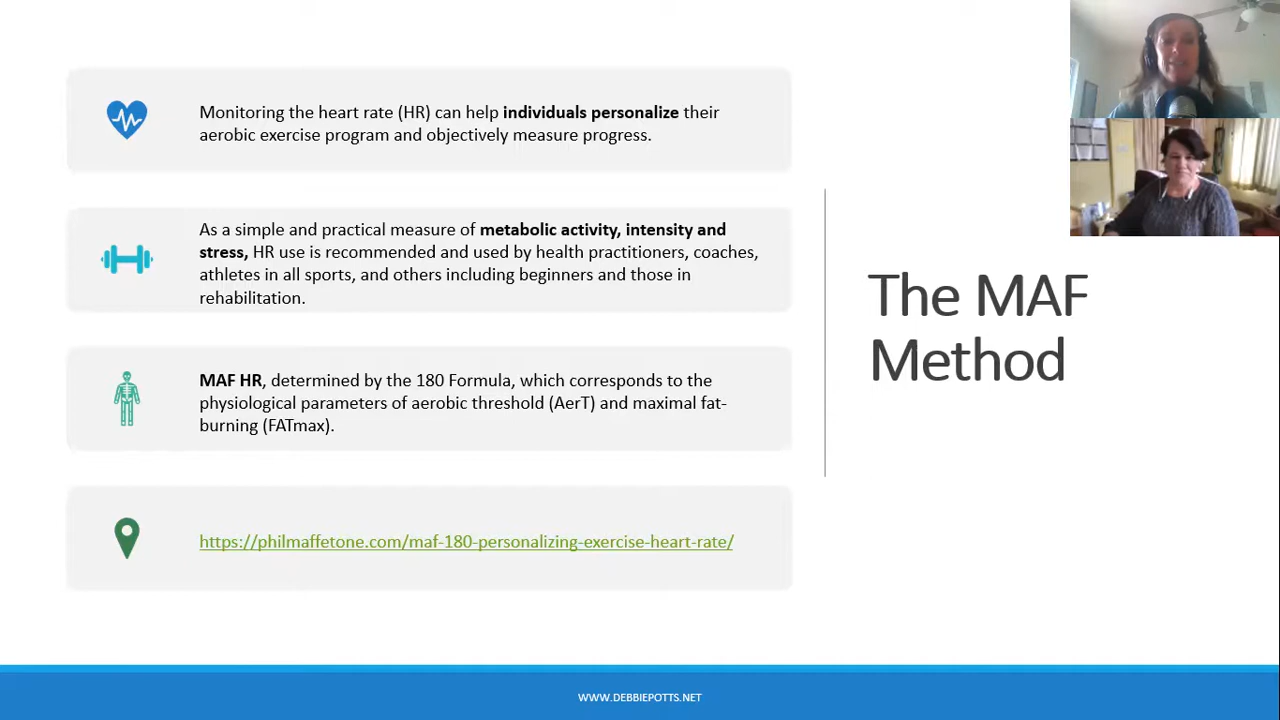 Monitoring the heart rate (HR) can help individuals personalize their
aerobic exercise program and objectively measure progress.
As a simple and practical measure of metabolic activity, intensity and
stress, HR use is recommended and used by health practitioners, coaches,
athletes in all sports, and others including beginners and those in
rehabilitation.
MAF HR, determined by the 180 Formula, which corresponds to the
physiological parameters of aerobic threshold (AerT) and maximal fat-
burning (FATmax).
https://philmaffetone.com/maf-180-personalizing-exercise-heart-rate/
The MAF
Method
WWW.DEBBIEPOTTS.NET